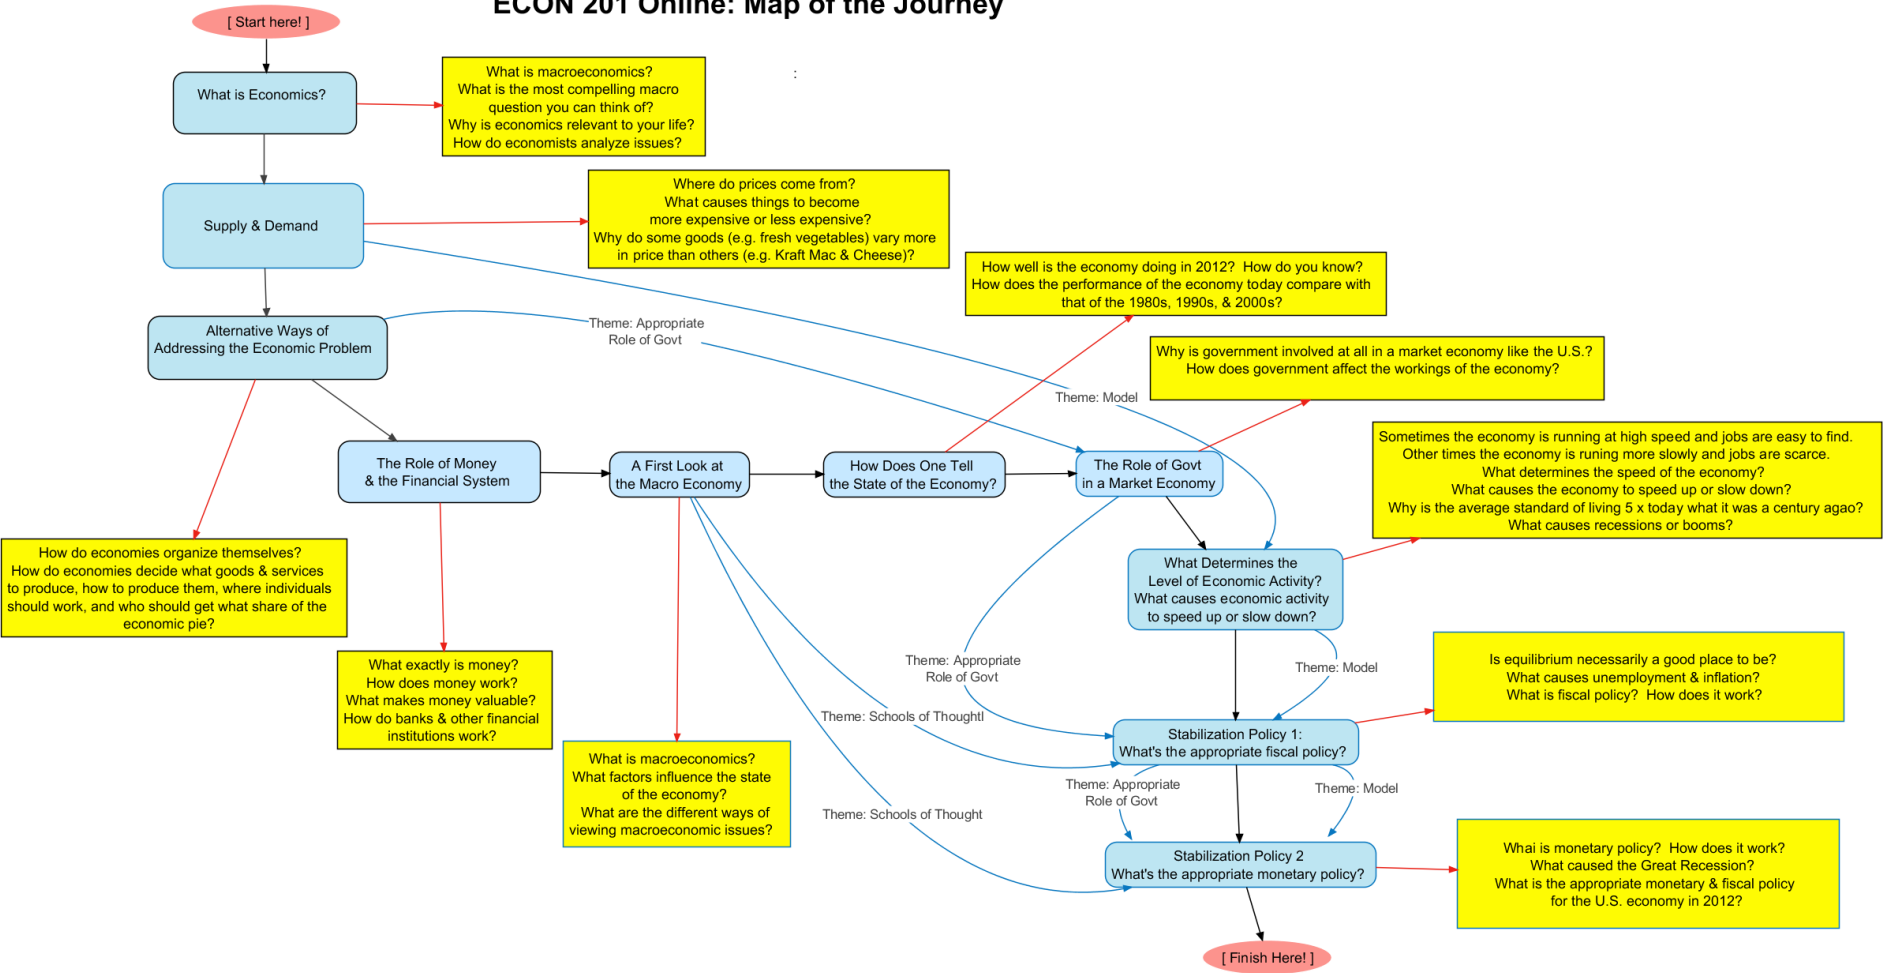 ECON 201 Online: Map of the Journey
[ Start here! ]
What is Economics?
What is macroeconomics?
What is the most compelling macro
question you can think of?
Why is economics relevant to your life?
How do economists analyze issues?
:
Supply & Demand
Where do prices come from?
What causes things to become
more expensive or less expensive?
Why do some goods (e.g. fresh vegetables) vary more
in price than others (e.g. Kraft Mac & Cheese)?
How well is the economy doing in 2012?  How do you know?
How does the performance of the economy today compare with
that of the 1980s, 1990s, & 2000s?
Alternative Ways of
Addressing the Economic Problem
Theme: Appropriate
Role of Govt
Why is government involved at all in a market economy like the U.S.?
How does government affect the workings of the economy?
Theme: Model
Sometimes the economy is running at high speed and jobs are easy to find.
Other times the economy is runing more slowly and jobs are scarce.
What determines the speed of the economy?
What causes the economy to speed up or slow down?
Why is the average standard of living 5 x today what it was a century agao?
What causes recessions or booms?
The Role of Money
& the Financial System
A First Look at
the Macro Economy
How Does One Tell
the State of the Economy?
The Role of Govt
in a Market Economy
How do economies organize themselves?
How do economies decide what goods & services
to produce, how to produce them, where individuals
should work, and who should get what share of the
economic pie?
What Determines the
Level of Economic Activity?
What causes economic activity
to speed up or slow down?
What exactly is money?
How does money work?
What makes money valuable?
How do banks & other financial
institutions work?
Theme: Appropriate
Role of Govt
Theme: Model
Is equilibrium necessarily a good place to be?
What causes unemployment & inflation?
What is fiscal policy?  How does it work?
Theme: Schools of Thoughtl
Stabilization Policy 1:
What's the appropriate fiscal policy?
What is macroeconomics?
What factors influence the state
of the economy?
What are the different ways of
viewing macroeconomic issues?
Theme: Appropriate
Role of Govt
Theme: Model
Theme: Schools of Thought
Stabilization Policy 2
What's the appropriate monetary policy?
Whai is monetary policy?  How does it work?
What caused the Great Recession?
What is the appropriate monetary & fiscal policy
for the U.S. economy in 2012?
[ Finish Here! ]